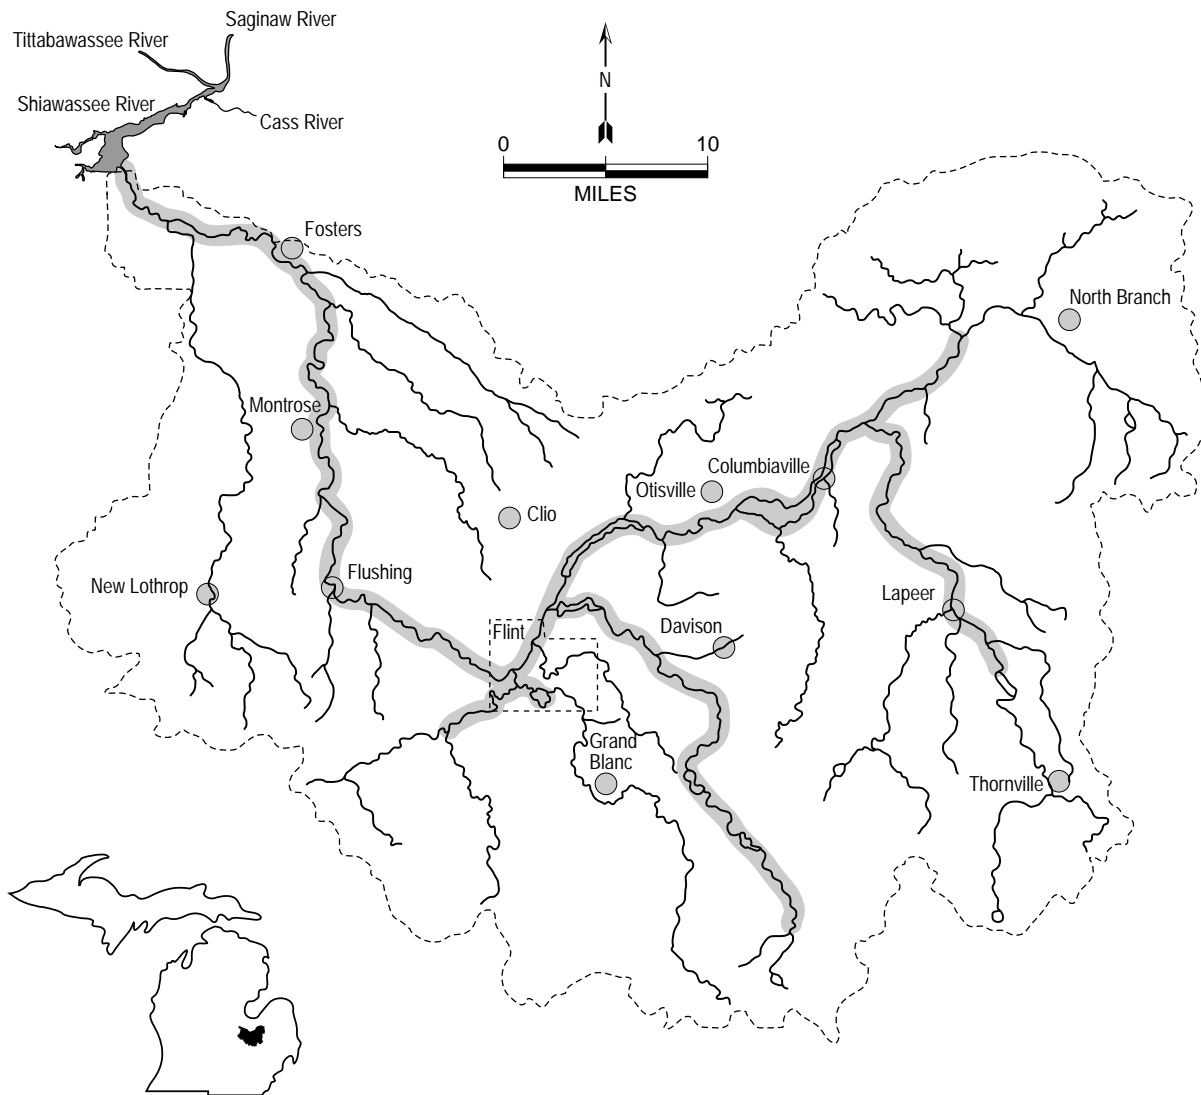 Saginaw River
Tittabawassee River
Shiawassee River
Cass River
N
0 10
MILES
Fosters
North Branch
Montrose
Columbiaville
Otisville
Clio
New Lothrop
Flushing
Lapeer
Flint
Davison
Grand
Blanc
Thornville